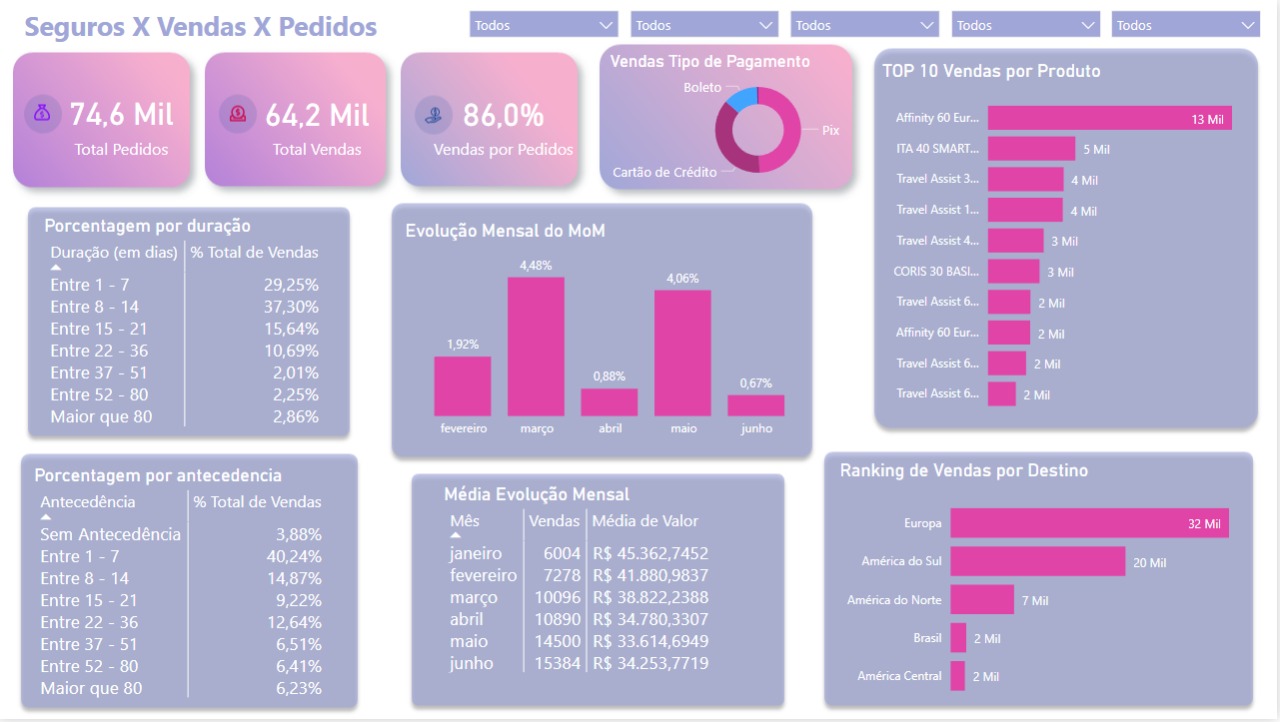 Seguros X Vendas X Pedidos
Todos
Todos
Todos
Todos
Todos
74,6 Mil
Total Pedidos
64,2 Mil
Total Vendas
86,0%
Vendas por Pedidos
Vendas Tipo de Pagamento
Boleto
Pix
Cartão de Crédito
TOP 10 Vendas por Produto
Affinity 60 Eur... 13 Mil
ITA 40 SMART... 5 Mil
Travel Assist 3... 4 Mil
Travel Assist 1... 4 Mil
Travel Assist 4... 3 Mil
CORIS 30 BASI... 3 Mil
Travel Assist 6... 2 Mil
Affinity 60 Eur... 2 Mil
Travel Assist 6... 2 Mil
Travel Assist 6... 2 Mil
Porcentagem por duração
Duração (em dias) % Total de Vendas
Entre 1 - 7 29,25%
Entre 8 - 14 37,30%
Entre 15 - 21 15,64%
Entre 22 - 36 10,69%
Entre 37 - 51 2,01%
Entre 52 - 80 2,25%
Maior que 80 2,86%
Evolução Mensal do MoM
1,92% 4,48% 0,88% 4,06% 0,67%
fevereiro março abril maio junho
Porcentagem por antecedencia
Antecedência % Total de Vendas
Sem Antecedência 3,88%
Entre 1 - 7 40,24%
Entre 8 - 14 14,87%
Entre 15 - 21 9,22%
Entre 22 - 36 12,64%
Entre 37 - 51 6,51%
Entre 52 - 80 6,41%
Maior que 80 6,23%
Média Evolução Mensal
Mês Vendas Média de Valor
janeiro 6004 R$ 45.362,7452
fevereiro 7278 R$ 41.880,9837
março 10096 R$ 38.822,2388
abril 10890 R$ 34.780,3307
maio 14500 R$ 33.614,6949
junho 15384 R$ 34.253,7719
Ranking de Vendas por Destino
Europa 32 Mil
América do Sul 20 Mil
América do Norte 7 Mil
Brasil 2 Mil
América Central 2 Mil